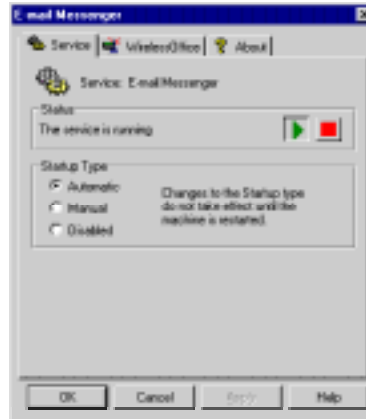 E-mail Messenger
Service WirelessOffice About
Service: E-mail Messenger
Status
The service is running
Startup Type
Automatic
Manual
Disabled
Changes to the Startup type
do not take effect until the
machine is restarted.
OK Cancel Apply Help